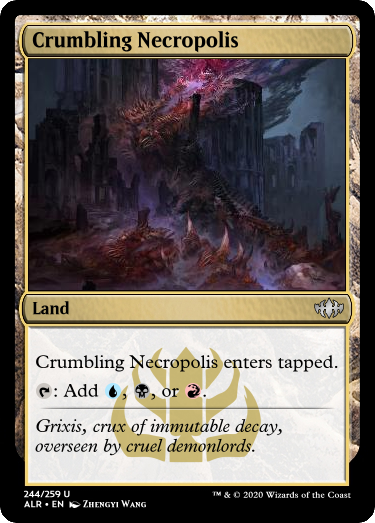 Crumbling Necropolis
Land
Crumbling Necropolis enters tapped.
: Add , , or .
Grixis, crux of immutable decay,
overseen by cruel demonlords.
244/259 U
ALR • EN Zhengyi Wang
™ & © 2020 Wizards of the Coast